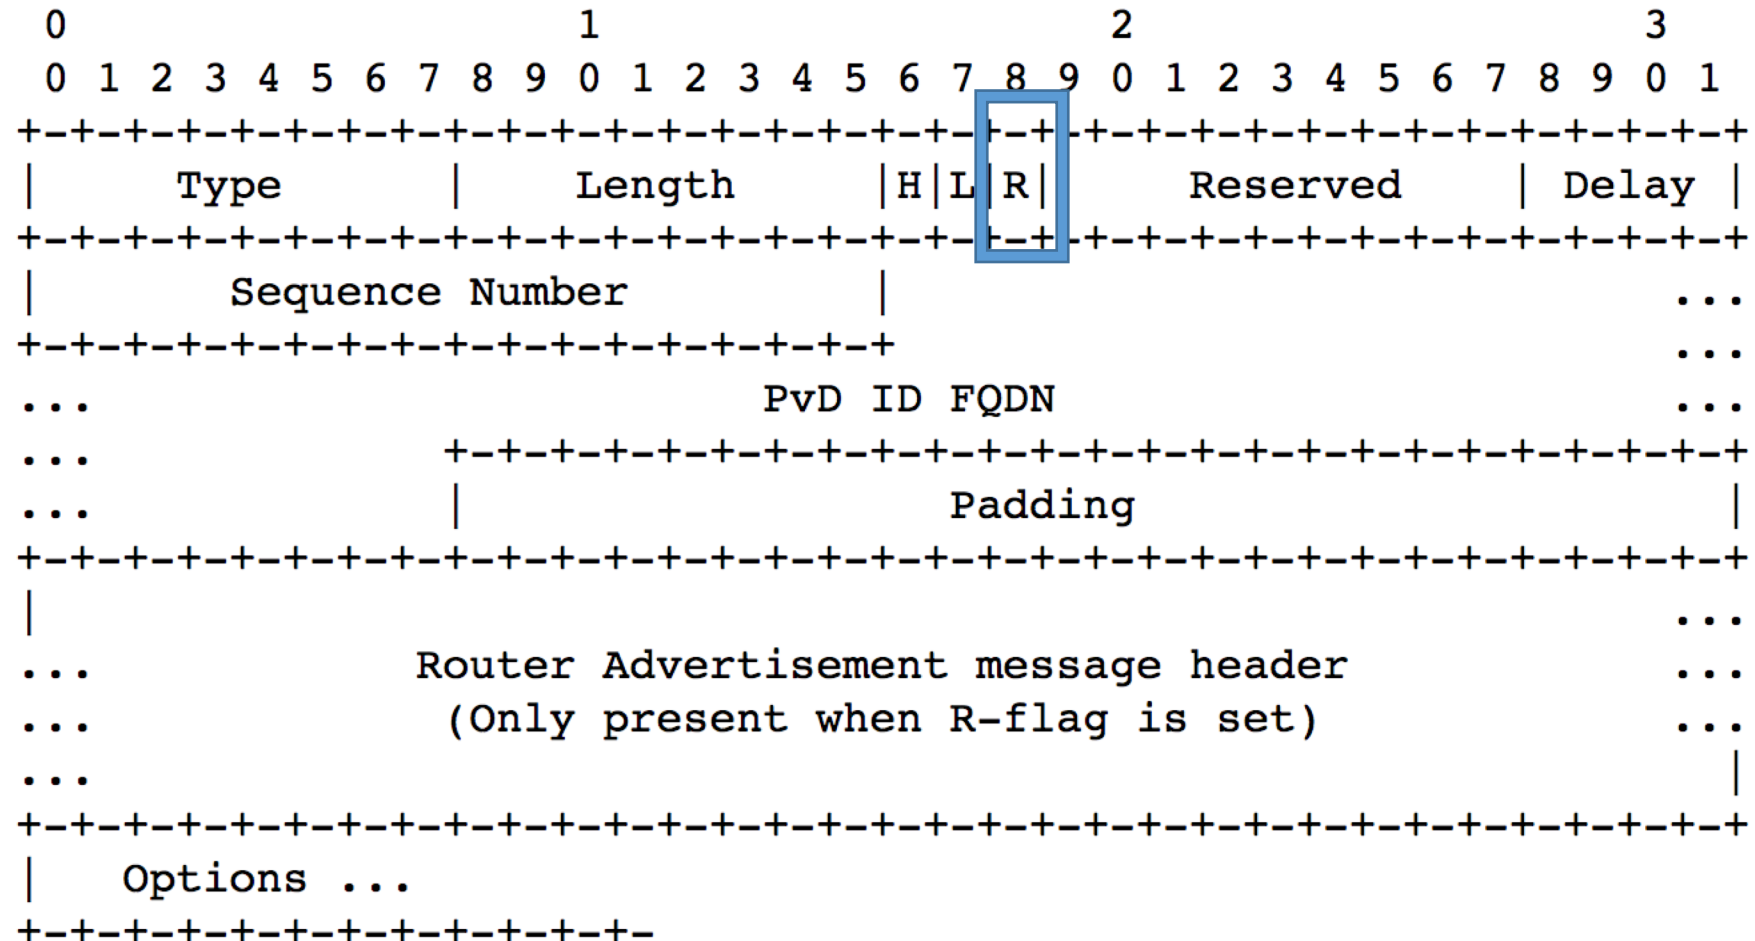 0                   1                   2                   3
 0 1 2 3 4 5 6 7 8 9 0 1 2 3 4 5 6 7 8 9 0 1 2 3 4 5 6 7 8 9 0 1
+-+-+-+-+-+-+-+-+-+-+-+-+-+-+-+-+-+-+-+-+-+-+-+-+-+-+-+-+-+-+-+-+
|     Type      |    Length     |H|L|R|     Reserved    | Delay |
+-+-+-+-+-+-+-+-+-+-+-+-+-+-+-+-+-+-+-+-+-+-+-+-+-+-+-+-+-+-+-+-+
|       Sequence Number         |                             ...
+-+-+-+-+-+-+-+-+-+-+-+-+-+-+-+-+                             ...
...                         PvD ID FQDN                       ...
...             +-+-+-+-+-+-+-+-+-+-+-+-+-+-+-+-+-+-+-+-+-+-+-+-+
...             |                  Padding                      |
+-+-+-+-+-+-+-+-+-+-+-+-+-+-+-+-+-+-+-+-+-+-+-+-+-+-+-+-+-+-+-+-+
|                                                             ...
...            Router Advertisement message header            ...
...             (Only present when R-flag is set)             ...
...                                                             |
+-+-+-+-+-+-+-+-+-+-+-+-+-+-+-+-+-+-+-+-+-+-+-+-+-+-+-+-+-+-+-+-+
|   Options ...
+-+-+-+-+-+-+-+-+-+-+-+-